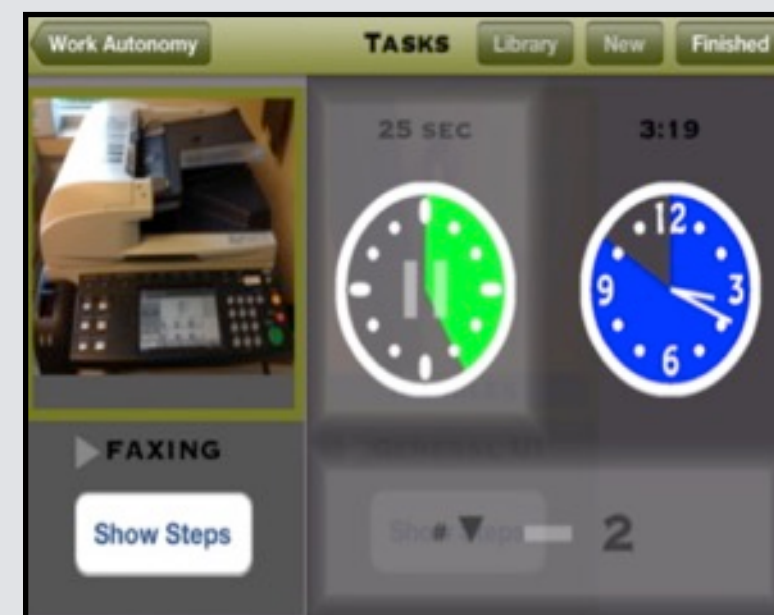 Work Autonomy TASKS Library New Finished
25 SEC 3:19
12
9 3
6
FAXING
Show Steps
# ▼ — 2